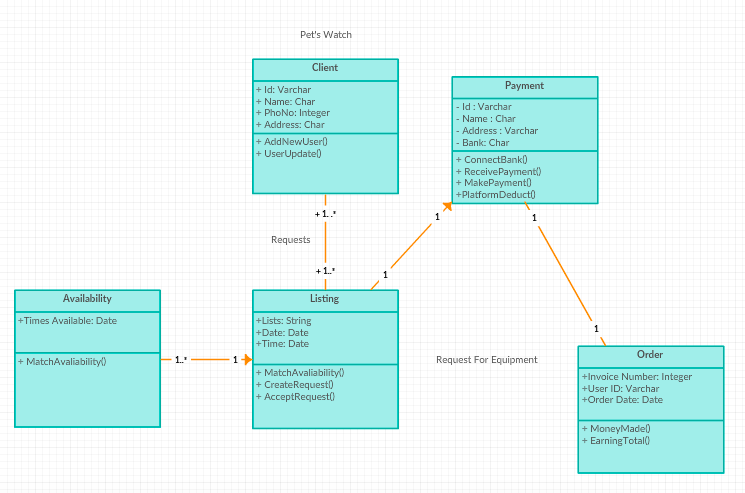 Pet's Watch
Client
+ Id: Varchar
+ Name: Char
+ PhoNo: Integer
+ Address: Char
+ AddNewUser()
+ UserUpdate()
Payment
- Id : Varchar
- Name : Char
- Address : Varchar
- Bank: Char
+ ConnectBank()
+ ReceivePayment()
+ MakePayment()
+PlatformDeduct()
+ 1. .*
Requests
+ 1..*
1
1
1
1
Availability
+Times Available: Date
+ MatchAvaliability()
1..*
1
Listing
+Lists: String
+Date: Date
+Time: Date
+ MatchAvaliability()
+ CreateRequest()
+ AcceptRequest()
Request For Equipment
Order
+Invoice Number: Integer
+User ID: Varchar
+Order Date: Date
+ MoneyMade()
+ EarningTotal()